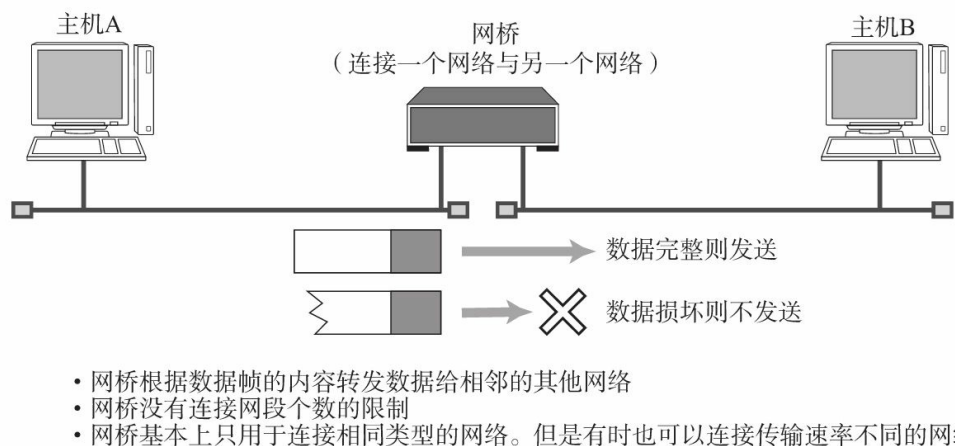 主机A
网桥
（连接一个网络与另一个网络）
主机B
数据完整则发送
数据损坏则不发送
·网桥根据数据帧的内容转发数据给相邻的其他网络
·网桥没有连接网段个数的限制
·网桥基本上只用于连接相同类型的网络。但是有时也可以连接传输速率不同的网